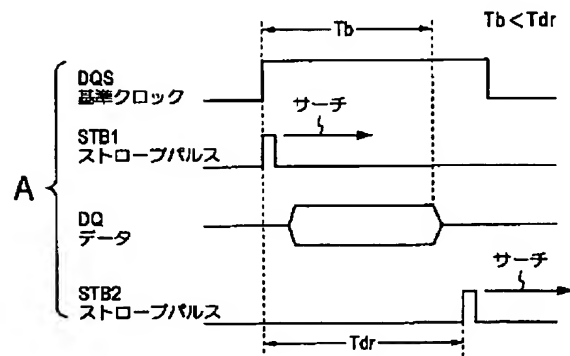 Tb
Tb<Tdr
DQS
基準クロック
サーチ
STB1
ストローブパルス
A
DQ
データ
サーチ
STB2
ストローブパルス
Tdr